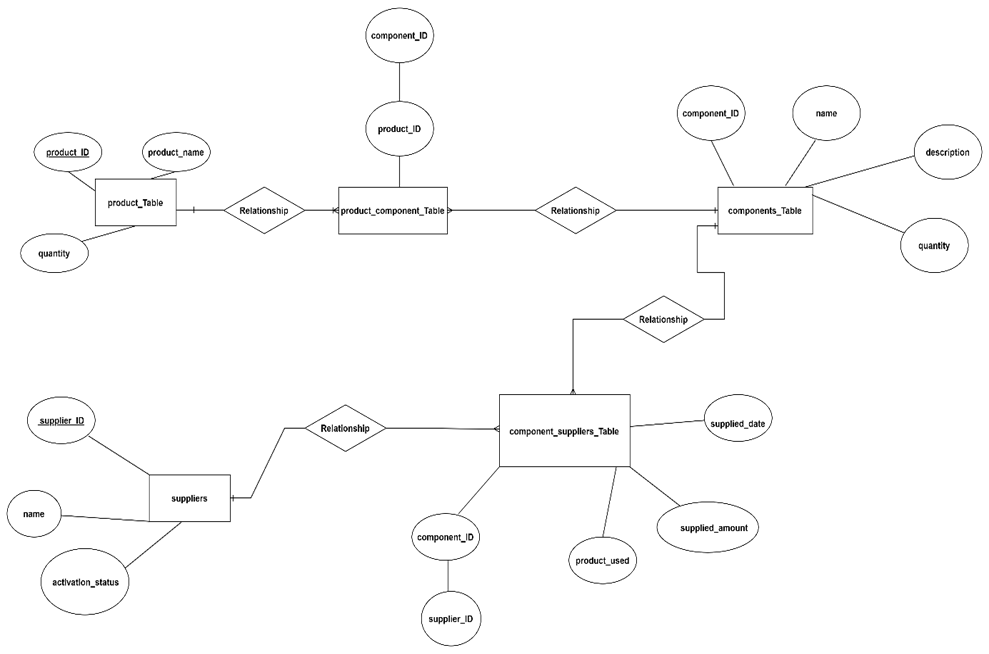 component_ID
product_ID
component_ID
name
product_ID
product_name
description
product_Table
Relationship
product_component_Table
Relationship
components_Table
quantity
quantity
Relationship
supplier_ID
Relationship
component_suppliers_Table
supplied_date
suppliers
name
supplied_amount
component_ID
product_used
activation_status
supplier_ID